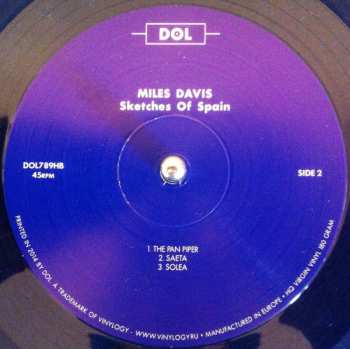 DOL
MILES DAVIS
Sketches Of Spain
DOL789HB
45RPM
SIDE 2
1. THE PAN PIPER
2. SAETA
3. SOLEA
PRINTED IN 2016 BY DOL. A TRADEMARK OF VINYLOGY - WWW.VINYLOGY.RU • MANUFACTURED IN EUROPE • HQ VIRGIN VINYL 180 GRAM